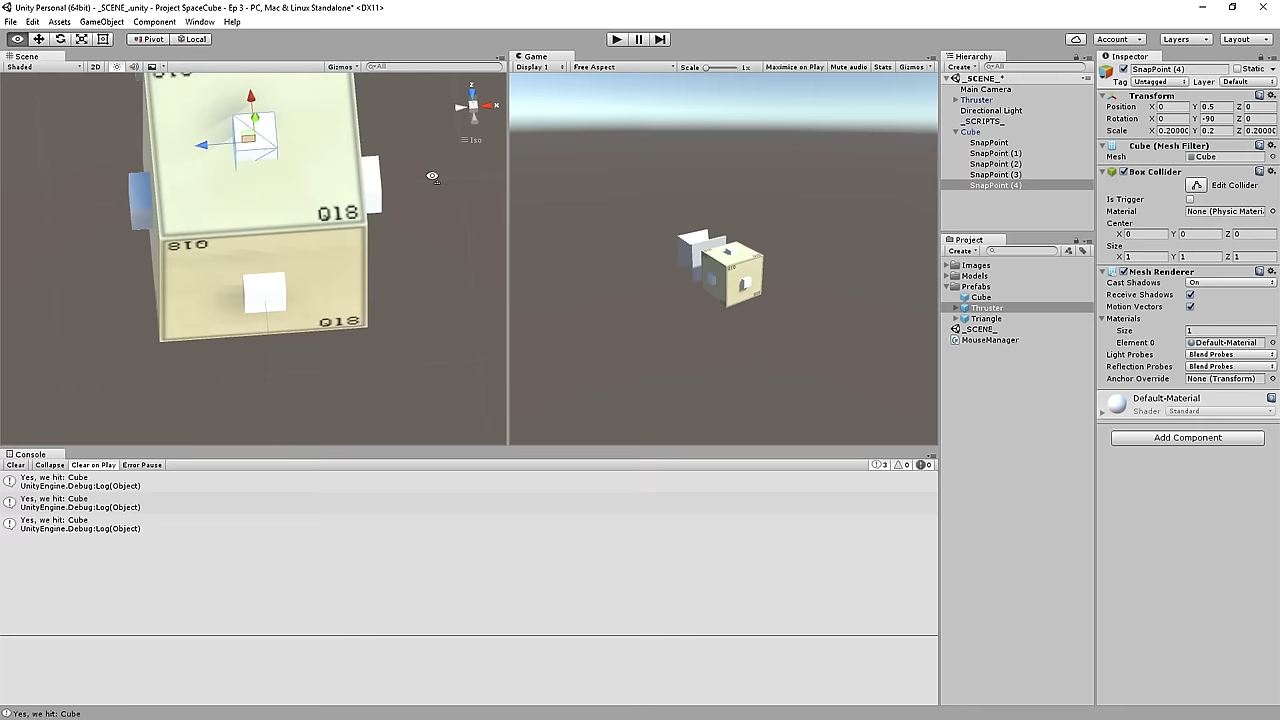 Unity Personal (64bit) - _SCENE_.unity - Project SpaceCube - Ep 3 - PC, Mac & Linux Standalone* <DX11>
File Edit Assets GameObject Component Window Help
Pivot Local Account Layers Layout
Scene Game Hierarchy Inspector
Shaded 2D Gizmos All Display 1 Free Aspect Scale 1x Maximize on Play Mute audio Stats Gizmos Create All
SnapPoint (4) Static
Tag Untagged Layer Default
_SCENE_*
Main Camera
Thruster
Directional Light
_SCRIPTS_
Cube
SnapPoint
SnapPoint (1)
SnapPoint (2)
SnapPoint (3)
SnapPoint (4)
Transform
Position X 0 Y 0.5 Z 0
Rotation X 0 Y -90 Z 0
Scale X 0.2000C Y 0.2 Z 0.2000C
Cube (Mesh Filter)
Mesh Cube
Box Collider
Edit Collider
Is Trigger
Material None (Physic Materi
Center
X 0 Y 0 Z 0
Size
X 1 Y 1 Z 1
Mesh Renderer
Cast Shadows On
Receive Shadows
Motion Vectors
Materials
Size 1
Element 0 Default-Material
Light Probes Blend Probes
Reflection Probes Blend Probes
Anchor Override None (Transform)
Default-Material
Shader Standard
Add Component
Project
Create
Images
Models
Prefabs
Cube
Thruster
Triangle
_SCENE_
MouseManager
z
x
Iso
Q18
Q18
Console
Clear Collapse Clear on Play Error Pause 3 0 0
Yes, we hit: Cube
UnityEngine.Debug:Log(Object)
Yes, we hit: Cube
UnityEngine.Debug:Log(Object)
Yes, we hit: Cube
UnityEngine.Debug:Log(Object)
Yes, we hit: Cube